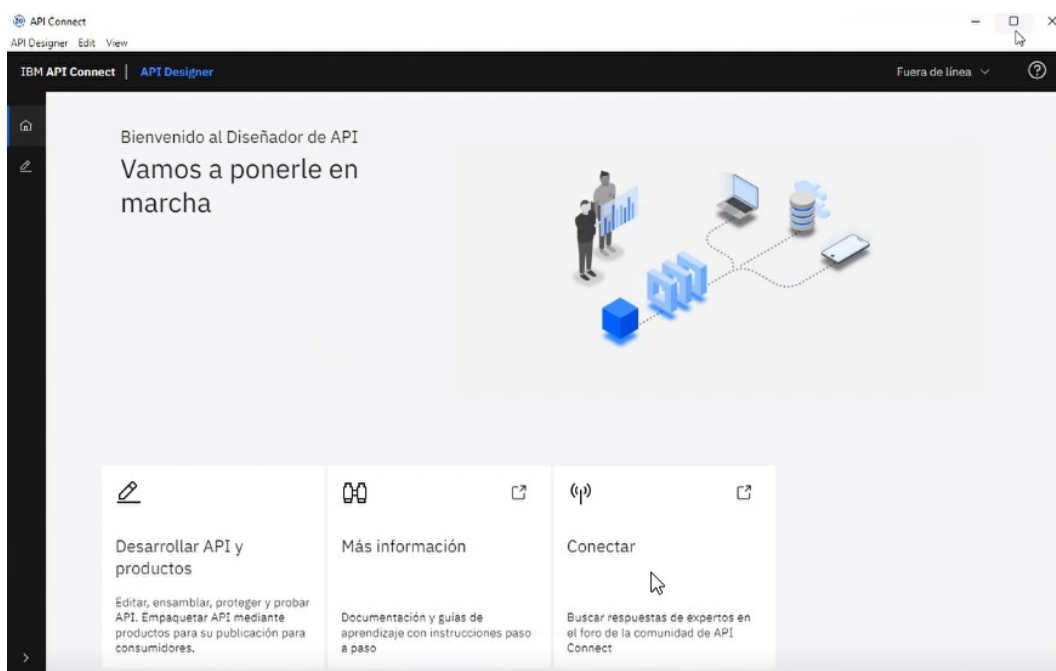 API Connect
API Designer Edit View
IBM API Connect | API Designer
Fuera de línea
Bienvenido al Diseñador de API
Vamos a ponerle en
marcha
Desarrollar API y
productos
Editar, ensamblar, proteger y probar
API. Empaquetar API mediante
productos para su publicación para
consumidores.
Más información
Documentación y guías de
aprendizaje con instrucciones paso
a paso
Conectar
Buscar respuestas de expertos en
el foro de la comunidad de API
Connect